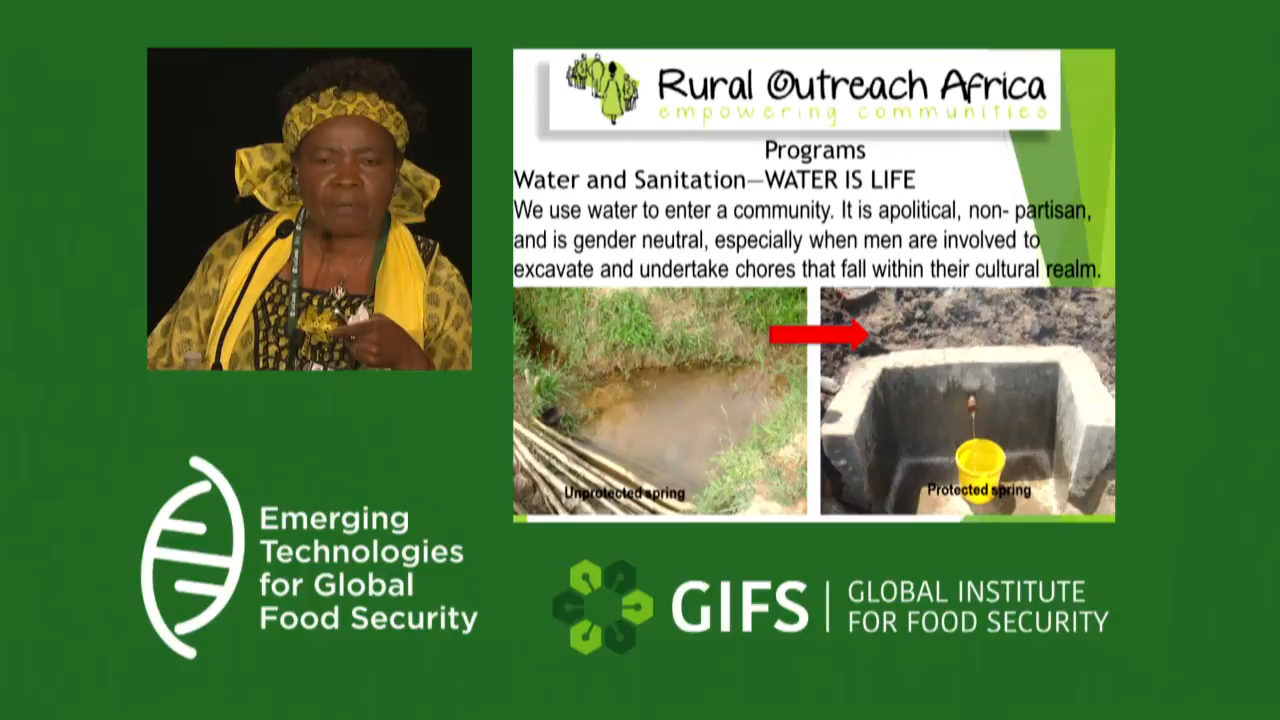 Rural Outreach Africa
empowering communities
Programs
Water and Sanitation—WATER IS LIFE
We use water to enter a community. It is apolitical, non- partisan,
and is gender neutral, especially when men are involved to
excavate and undertake chores that fall within their cultural realm.
Unprotected spring
Protected spring
Emerging
Technologies
for Global
Food Security
GIFS
GLOBAL INSTITUTE
FOR FOOD SECURITY